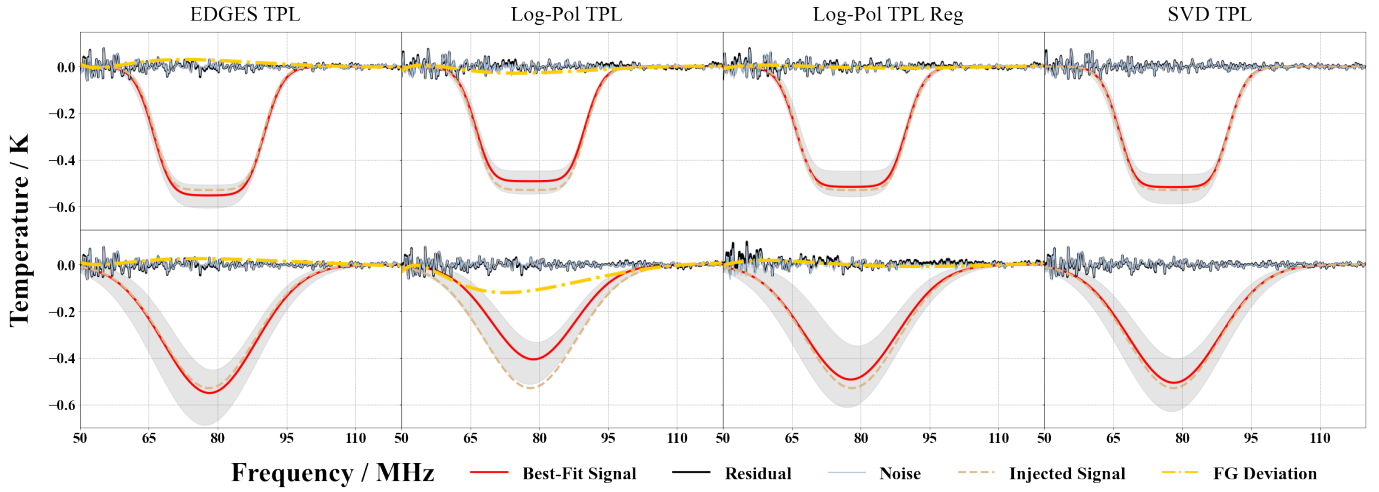 EDGES TPL Log-Pol TPL Log-Pol TPL Reg SVD TPL
0.0
−0.2
−0.4
−0.6
0.0
−0.2
−0.4
−0.6
Temperature / K
50 65 80 95 110 50 65 80 95 110 50 65 80 95 110 50 65 80 95 110
Frequency / MHz Best-Fit Signal Residual Noise Injected Signal FG Deviation